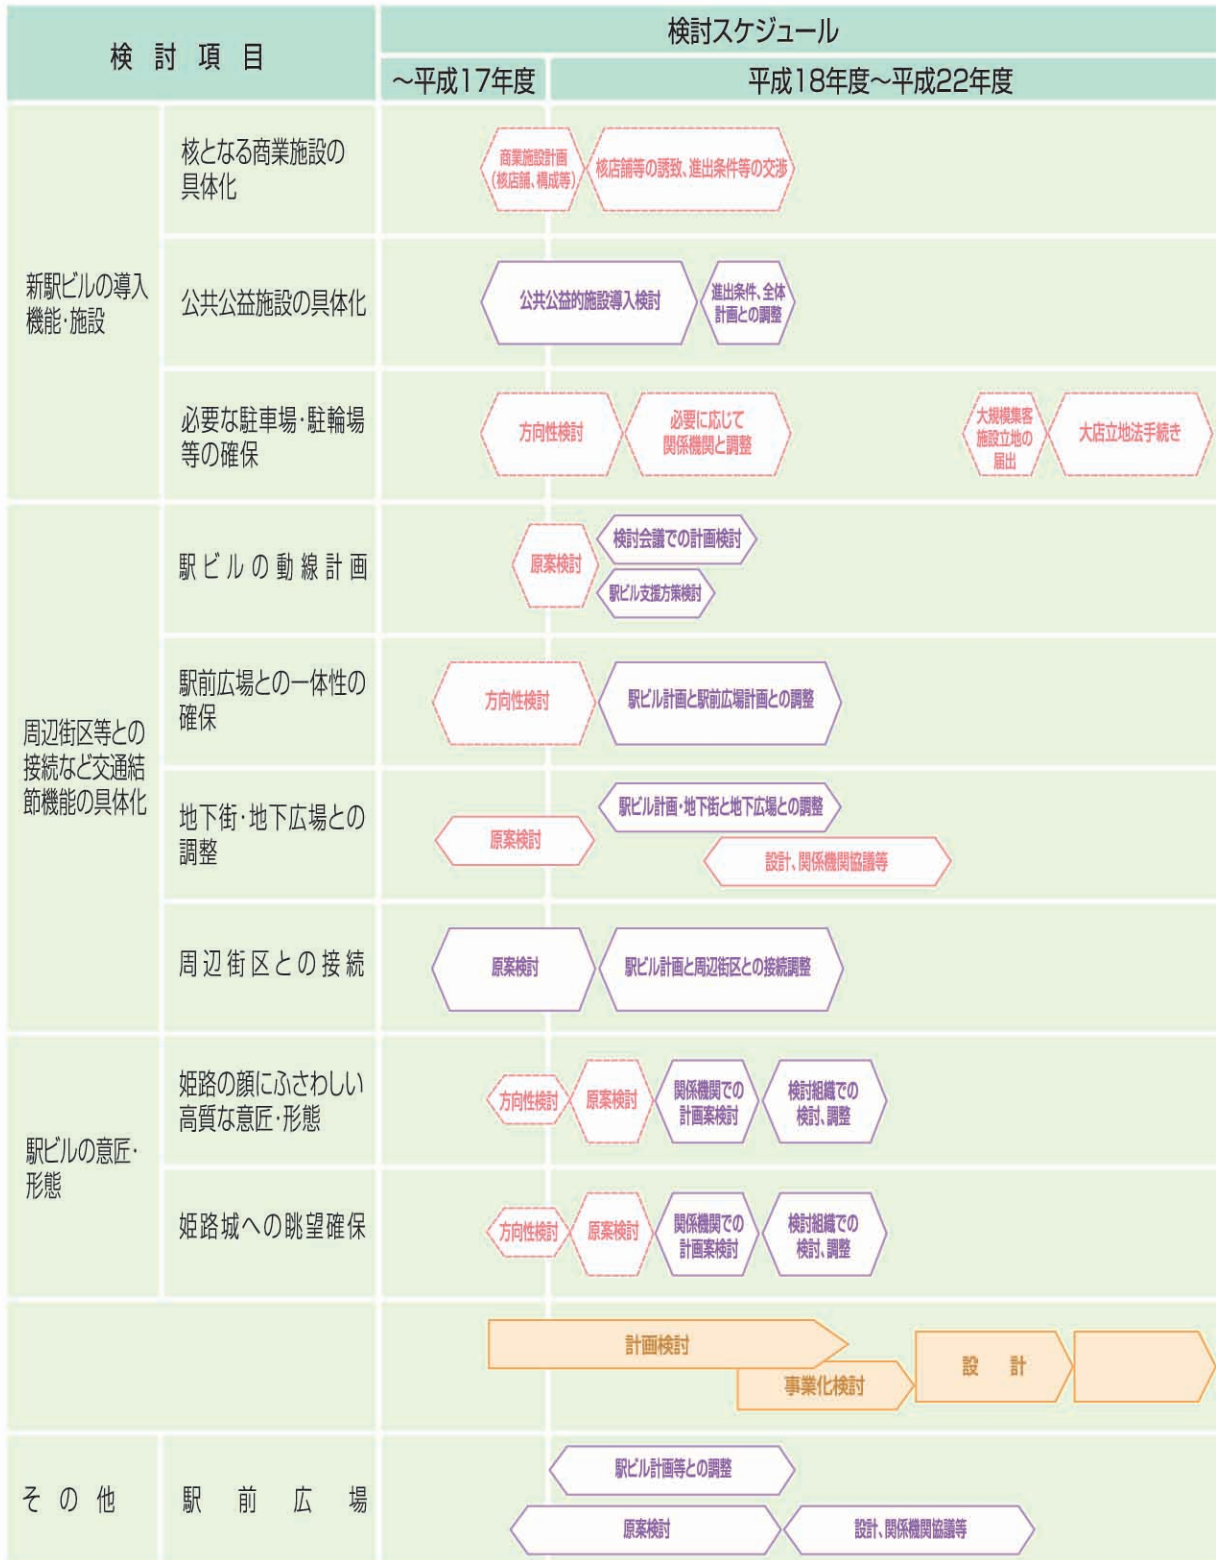 検討項目
検討スケジュール
～平成17年度
平成18年度～平成22年度
新駅ビルの導入
機能・施設
核となる商業施設の
具体化
商業施設計画
(核店舗、構成等)
核店舗等の誘致、進出条件等の交渉
公共公益施設の具体化
公共公益的施設導入検討
進出条件、全体
計画との調整
必要な駐車場・駐輪場
等の確保
方向性検討
必要に応じて
関係機関と調整
大規模集客
施設立地の
届出
大店立地法手続き
周辺街区等との
接続など交通結
節機能の具体化
駅ビルの動線計画
原案検討
検討会議での計画検討
駅ビル支援方策検討
駅前広場との一体性の
確保
方向性検討
駅ビル計画と駅前広場計画との調整
地下街・地下広場との
調整
原案検討
駅ビル計画・地下街と地下広場との調整
設計、関係機関協議等
周辺街区との接続
原案検討
駅ビル計画と周辺街区との接続調整
駅ビルの意匠・
形態
姫路の顔にふさわしい
高質な意匠・形態
方向性検討
原案検討
関係機関での
計画案検討
検討組織での
検討、調整
姫路城への眺望確保
方向性検討
原案検討
関係機関での
計画案検討
検討組織での
検討、調整
計画検討
事業化検討
設計
その他
駅前広場
駅ビル計画等との調整
原案検討
設計、関係機関協議等